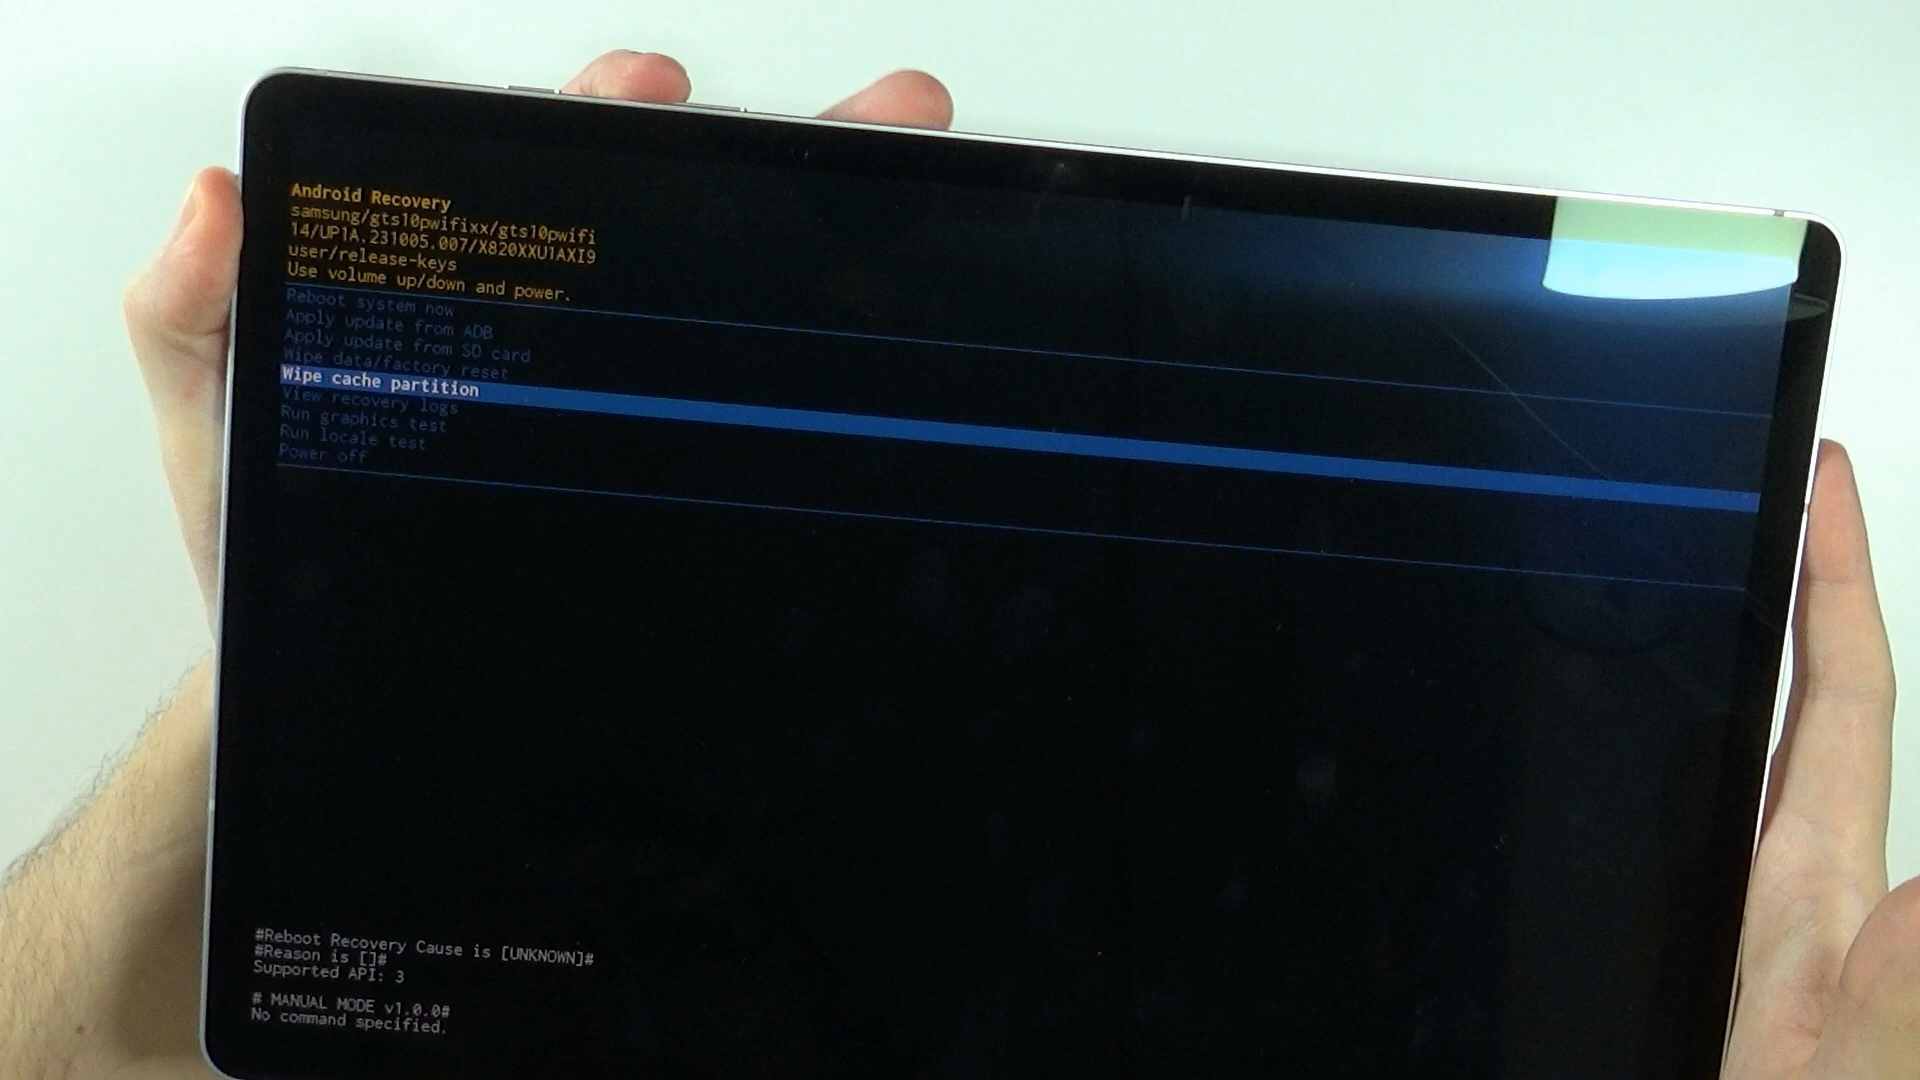 Android Recovery
samsung/gts10pwifixx/gts10pwifi
14/UP1A.231005.007/X820XXU1AXI9
user/release-keys
Use volume up/down and power.
Reboot system now
Apply update from ADB
Apply update from SD card
Wipe data/factory reset
Wipe cache partition
View recovery logs
Run graphics test
Run locale test
Power off
#Reboot Recovery Cause is [UNKNOWN]#
#Reason is []#
Supported API: 3
# MANUAL MODE v1.0.0#
No command specified.